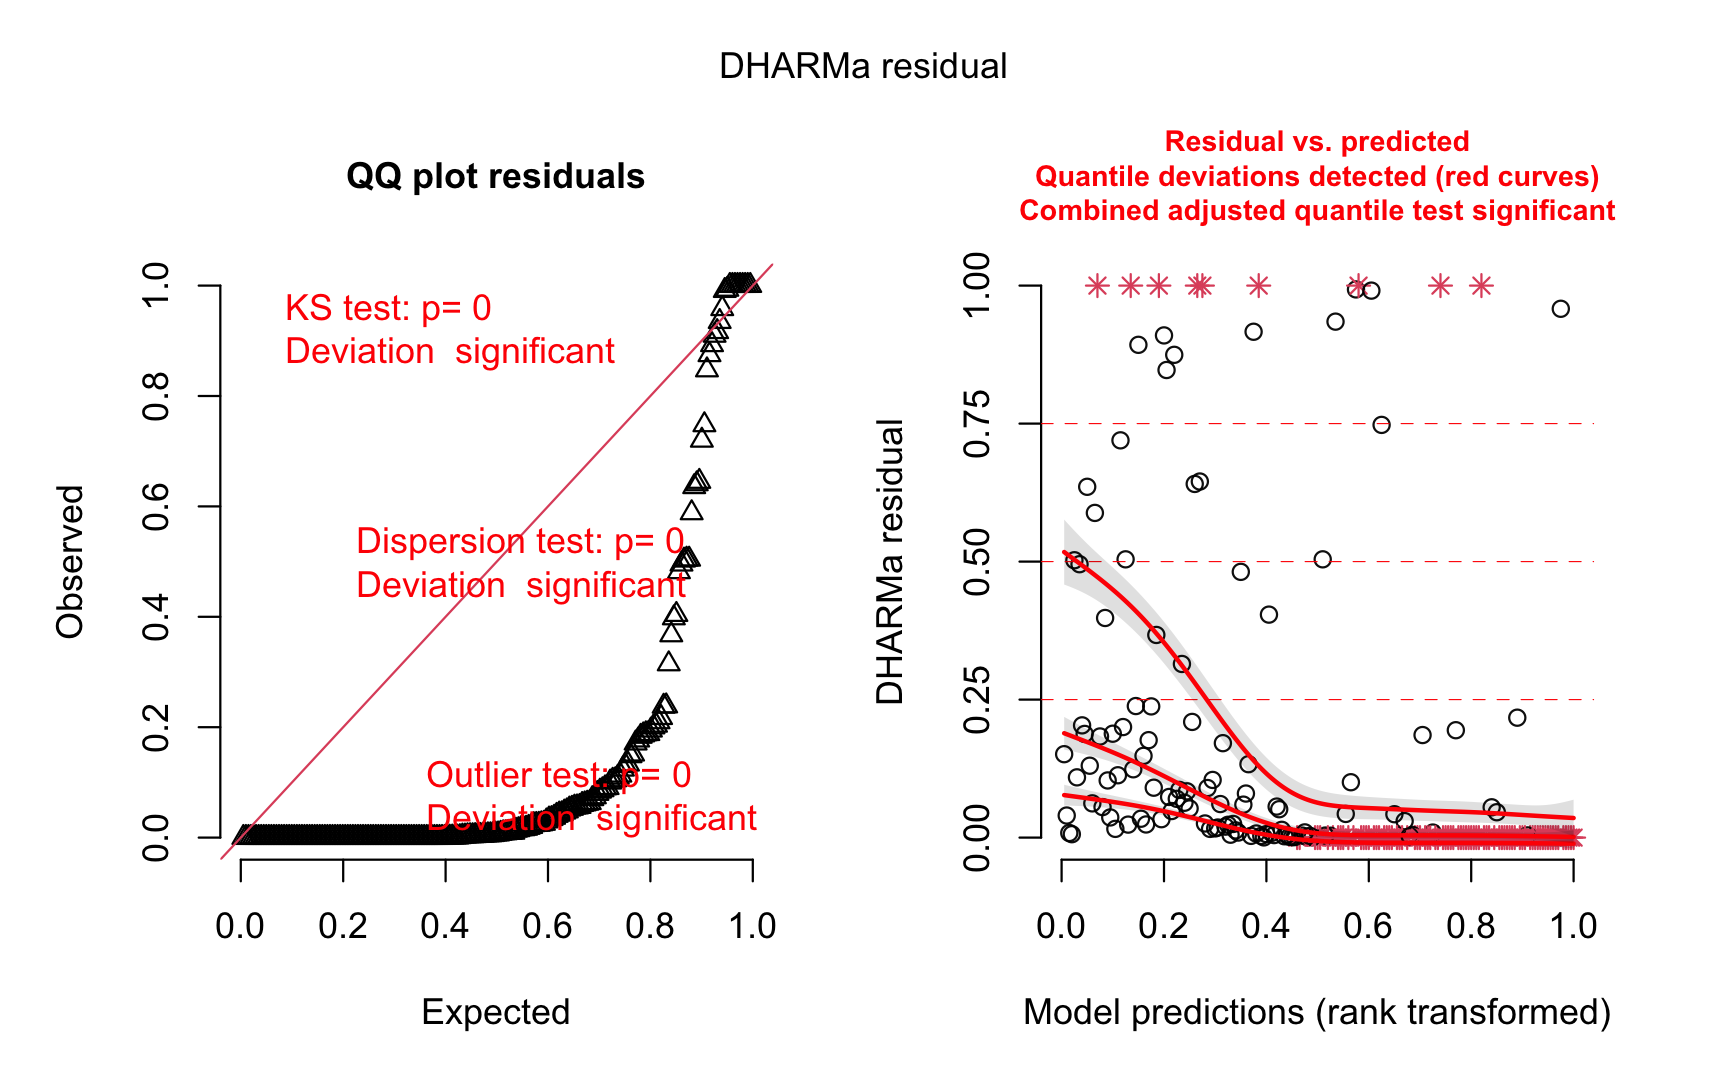 DHARMa residual
QQ plot residuals
KS test: p= 0
Deviation  significant
Dispersion test: p= 0
Deviation  significant
Outlier test: p= 0
Deviation  significant
Observed
0.0 0.2 0.4 0.6 0.8 1.0
0.0 0.2 0.4 0.6 0.8 1.0
Expected
Residual vs. predicted
Quantile deviations detected (red curves)
Combined adjusted quantile test significant
DHARMa residual
0.00 0.25 0.50 0.75 1.00
0.0 0.2 0.4 0.6 0.8 1.0
Model predictions (rank transformed)